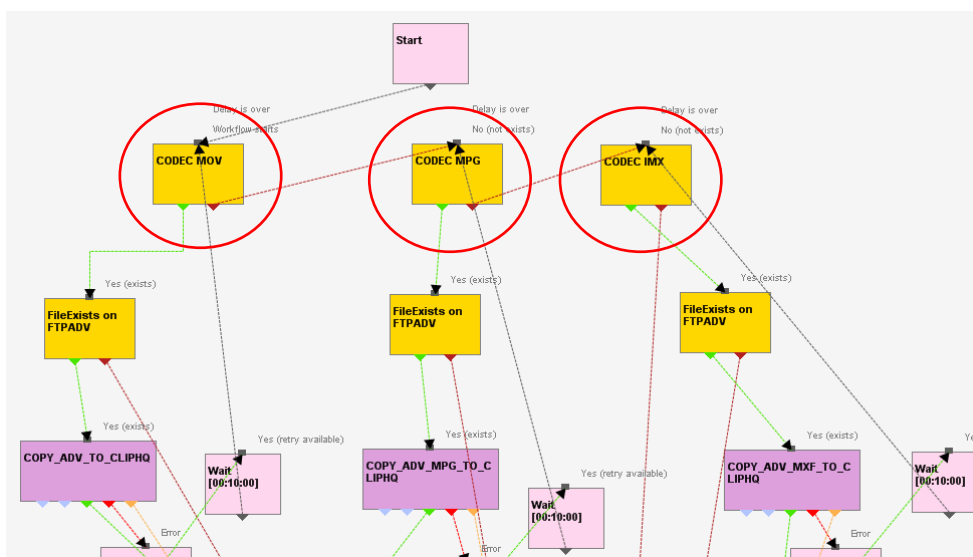 Start
Delay is over
Delay is over
Delay is over
Workflow starts
No (not exists)
No (not exists)
CODEC MOV
CODEC MPG
CODEC IMX
Yes (exists)
Yes (exists)
Yes (exists)
FileExists on
FTPADV
FileExists on
FTPADV
FileExists on
FTPADV
Yes (exists)
Yes (retry available)
Yes (exists)
Yes (exists)
COPY_ADV_TO_CLIPHQ
Wait
[00:10:00]
COPY_ADV_MPG_TO_C
LIPHQ
Yes (retry available)
Wait
[00:10:00]
COPY_ADV_MXF_TO_C
LIPHQ
Wait
[00:10:00]
Error
Error
Error